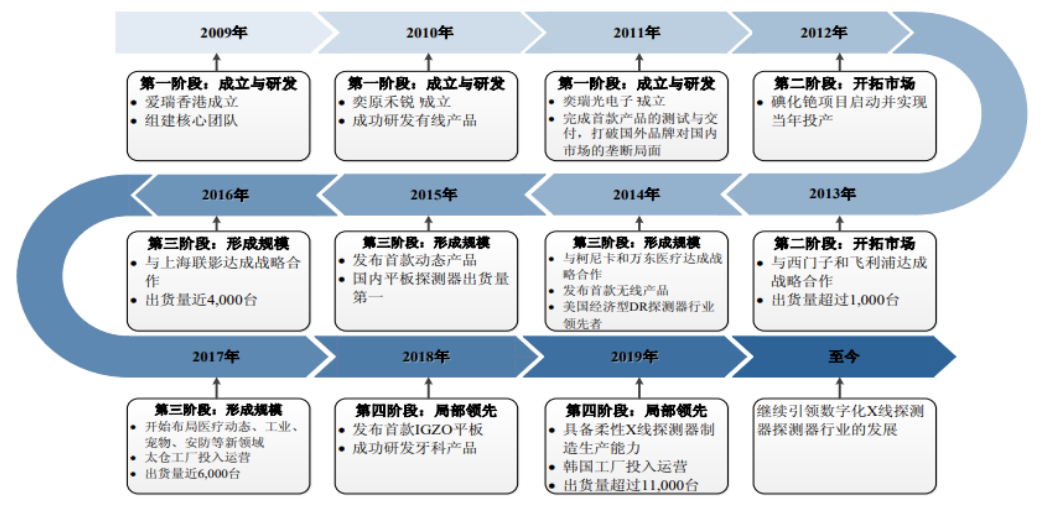 2009年
2010年
2011年
2012年
第一阶段：成立与研发
• 爱瑞香港成立
• 组建核心团队
第一阶段：成立与研发
• 奕原禾锐成立
• 成功研发有线产品
第一阶段：成立与研发
• 奕瑞光电子成立
• 完成首款产品的测试与交
付，打破国外品牌对国内
市场的垄断局面
第二阶段：开拓市场
• 碘化铯项目启动并实现
当年投产
2016年
2015年
2014年
2013年
第三阶段：形成规模
• 与上海联影达成战略合
作
• 出货量近4,000台
第三阶段：形成规模
• 发布首款动态产品
• 国内平板探测器出货量
第一
第三阶段：形成规模
• 与柯尼卡和万东医疗达成战
略合作
• 发布首款无线产品
• 美国经济型DR探测器行业
领先者
第二阶段：开拓市场
• 与西门子和飞利浦达成
战略合作
• 出货量超过1,000台
2017年
2018年
2019年
至今
第三阶段：形成规模
• 开始布局医疗动态、工业、
宠物、安防等新领域
• 太仓工厂投入运营
• 出货量近6,000台
第四阶段：局部领先
• 发布首款IGZO平板
• 成功研发牙科产品
第四阶段：局部领先
• 具备柔性X线探测器制
造生产能力
• 韩国工厂投入运营
• 出货量超过11,000台
继续引领数字化X线探测
器探测器行业的发展